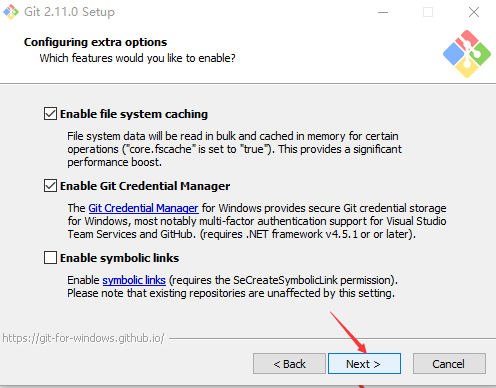 Git 2.11.0 Setup
Configuring extra options
Which features would you like to enable?
Enable file system caching
File system data will be read in bulk and cached in memory for certain
operations ("core.fscache" is set to "true"). This provides a significant
performance boost.
Enable Git Credential Manager
The Git Credential Manager for Windows provides secure Git credential storage
for Windows, most notably multi-factor authentication support for Visual Studio
Team Services and GitHub. (requires .NET framework v4.5.1 or or later).
Enable symbolic links
Enable symbolic links (requires the SeCreateSymbolicLink permission).
Please note that existing repositories are unaffected by this setting.
https://git-for-windows.github.io/
< Back Next > Cancel